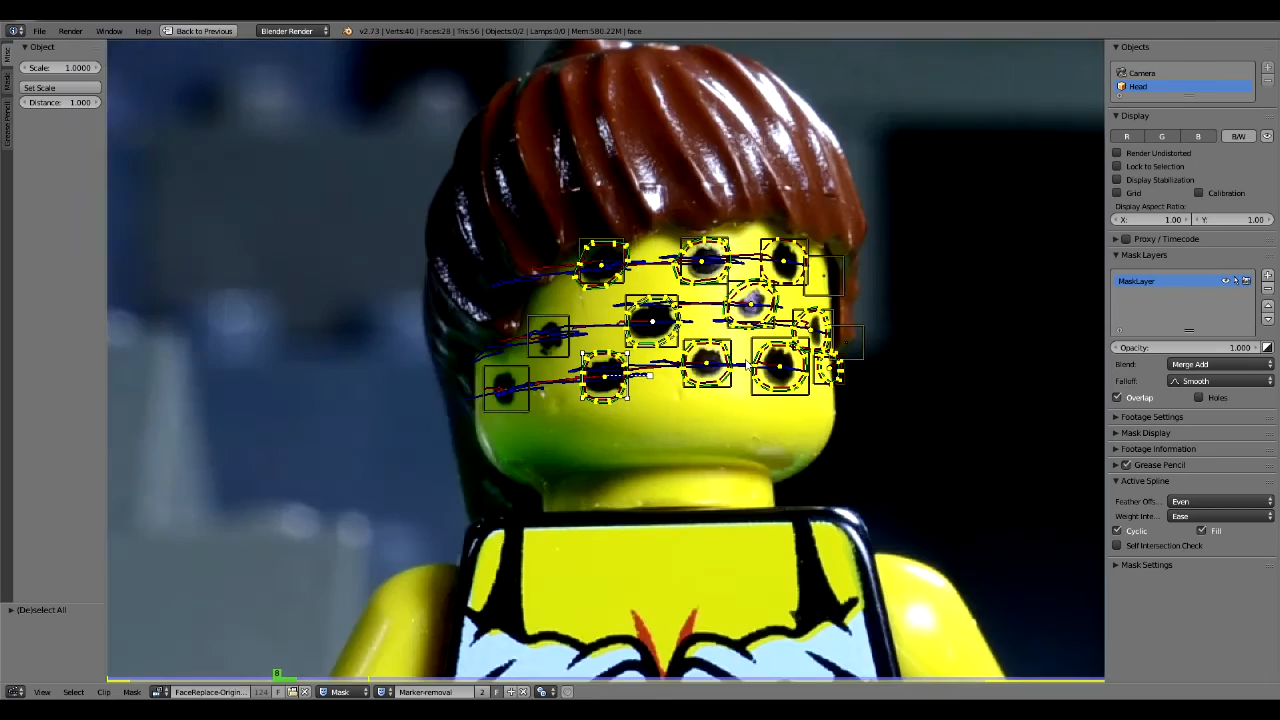 File Render Window Help Back to Previous Blender Render v2.73 | Verts:40 | Faces:28 | Tris:56 | Objects:0/2 | Lamps:0/0 | Mem:580.22M | face
Misc
Mask
Grease Pencil
Object
Scale: 1.0000
Set Scale
Distance: 1.000
(De)select All
Objects
Camera
Head
Display
R G B B/W
Render Undistorted
Lock to Selection
Display Stabilization
Grid Calibration
Display Aspect Ratio:
X: 1.00 Y: 1.00
Proxy / Timecode
Mask Layers
MaskLayer
Opacity: 1.000
Blend: Merge Add
Falloff: Smooth
Overlap Holes
Footage Settings
Mask Display
Footage Information
Grease Pencil
Active Spline
Feather Offs... Even
Weight Inte... Ease
Cyclic Fill
Self Intersection Check
Mask Settings
8
View Select Clip Mask FaceReplace-Origin... 124 F Mask Marker-removal 2 F